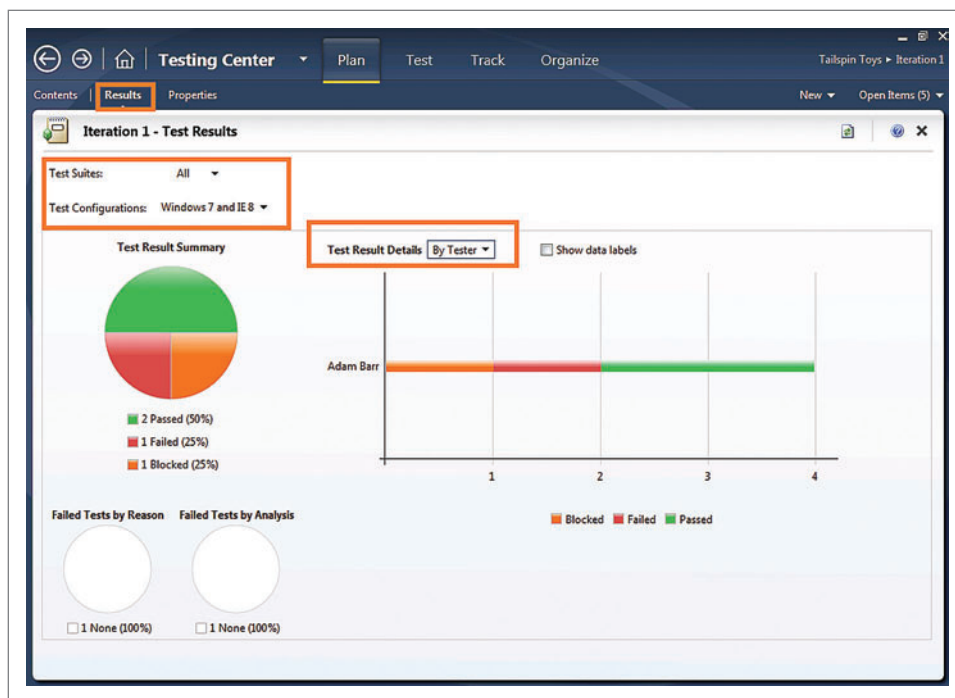 Testing Center Plan Test Track Organize Tailspin Toys ▸ Iteration 1
Contents | Results Properties New Open Items (5)
Iteration 1 - Test Results
Test Suites: All
Test Configurations: Windows 7 and IE 8
Test Result Summary
2 Passed (50%)
1 Failed (25%)
1 Blocked (25%)
Test Result Details By Tester Show data labels
Adam Barr
1 2 3 4
Blocked Failed Passed
Failed Tests by Reason Failed Tests by Analysis
1 None (100%) 1 None (100%)